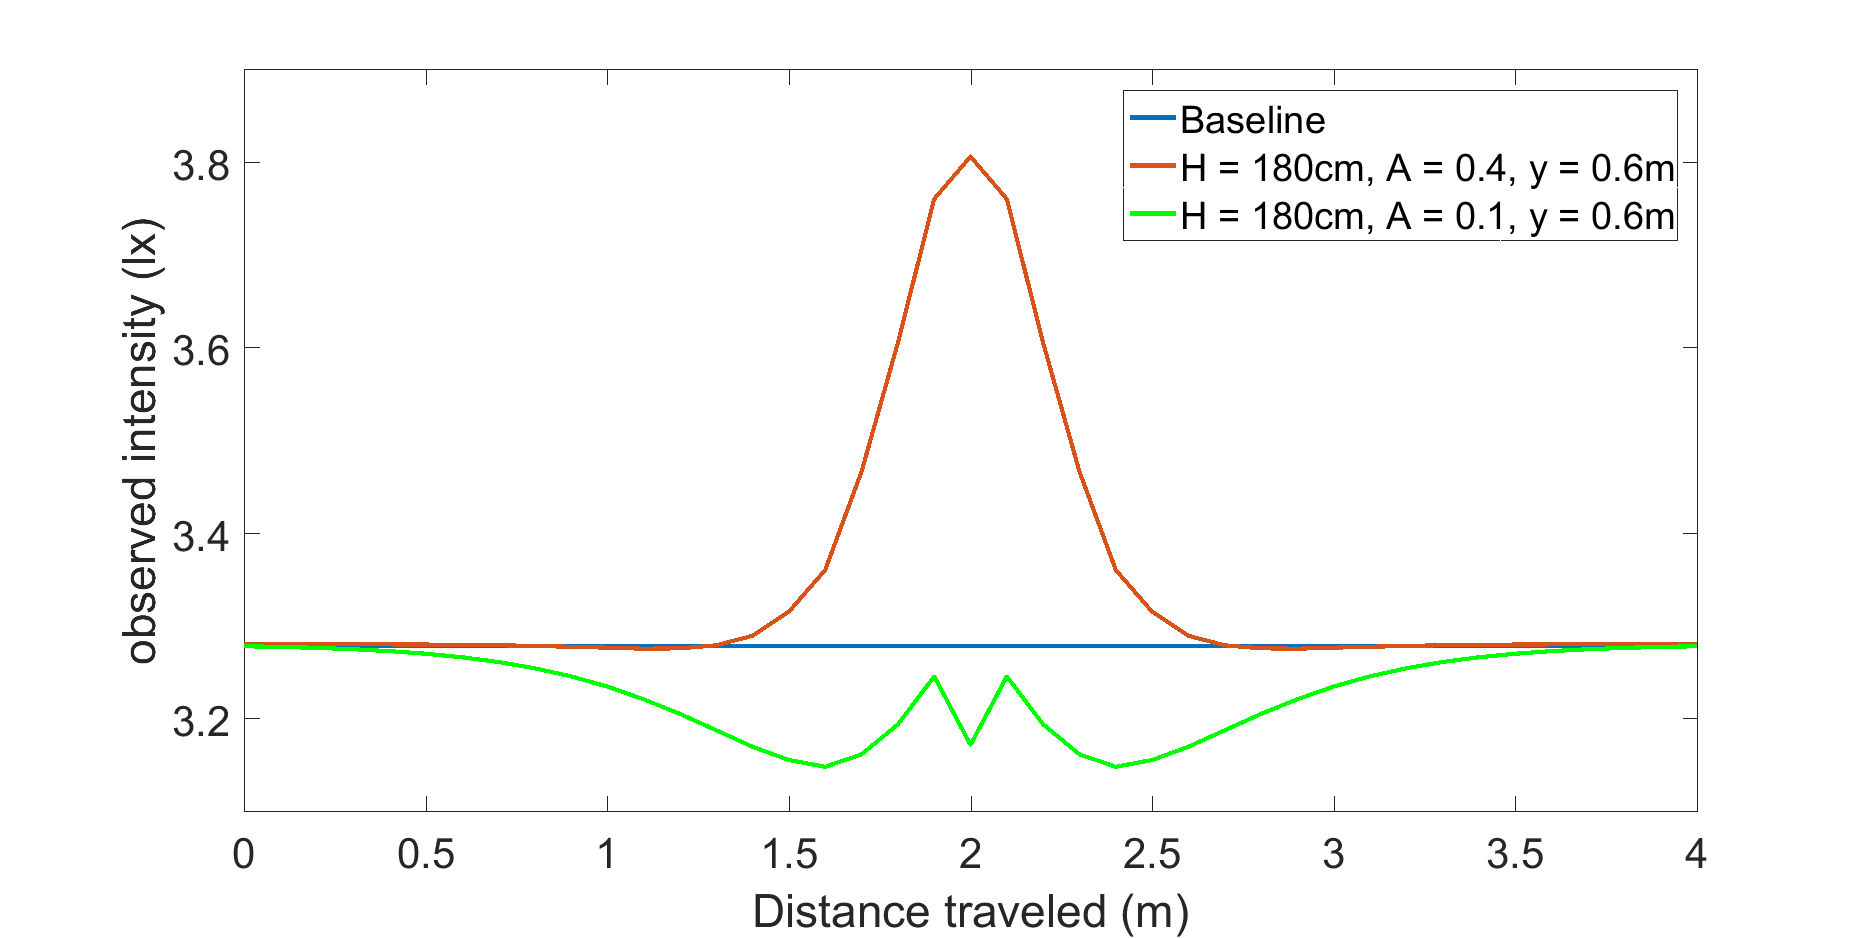 Baseline
H = 180cm, A = 0.4, y = 0.6m
H = 180cm, A = 0.1, y = 0.6m
observed intensity (lx)
3.8
3.6
3.4
3.2
0 0.5 1 1.5 2 2.5 3 3.5 4
Distance traveled (m)